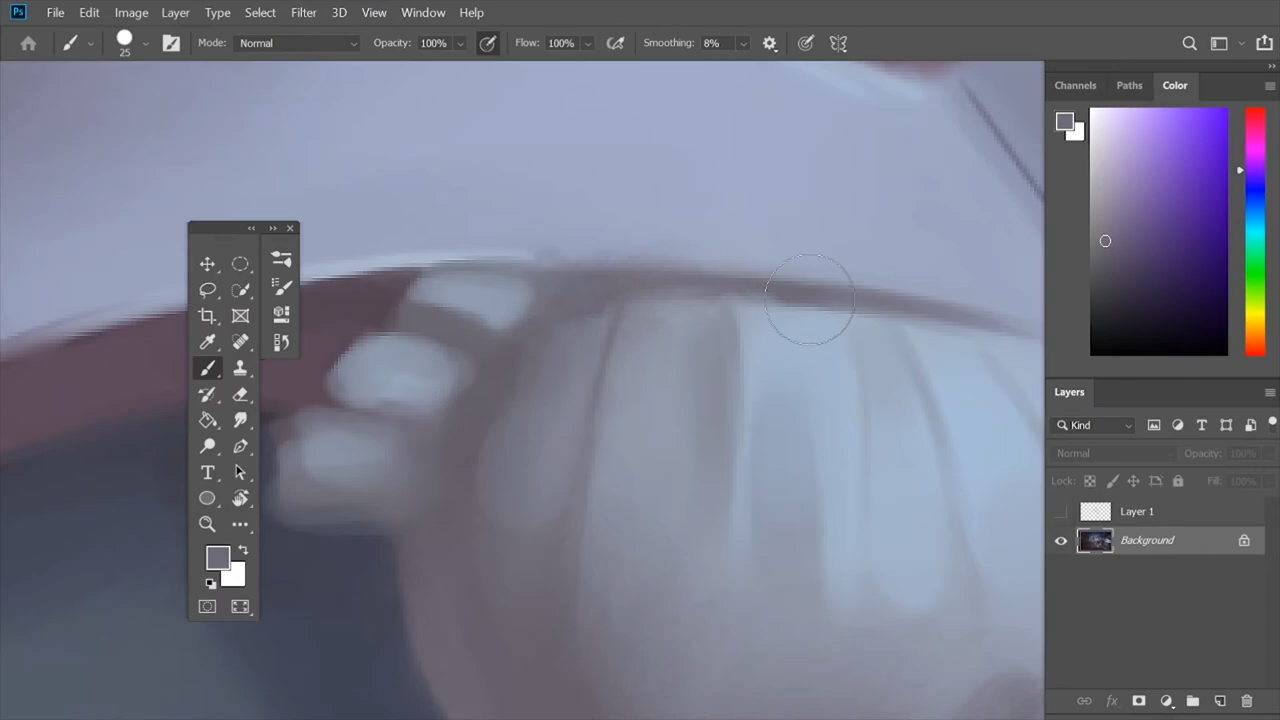 Ps File Edit Image Layer Type Select Filter 3D View Window Help
25 Mode: Normal Opacity: 100% Flow: 100% Smoothing: 8%
Channels Paths Color
Layers
Kind
Normal Opacity: 100%
Lock: Fill: 100%
Layer 1
Background